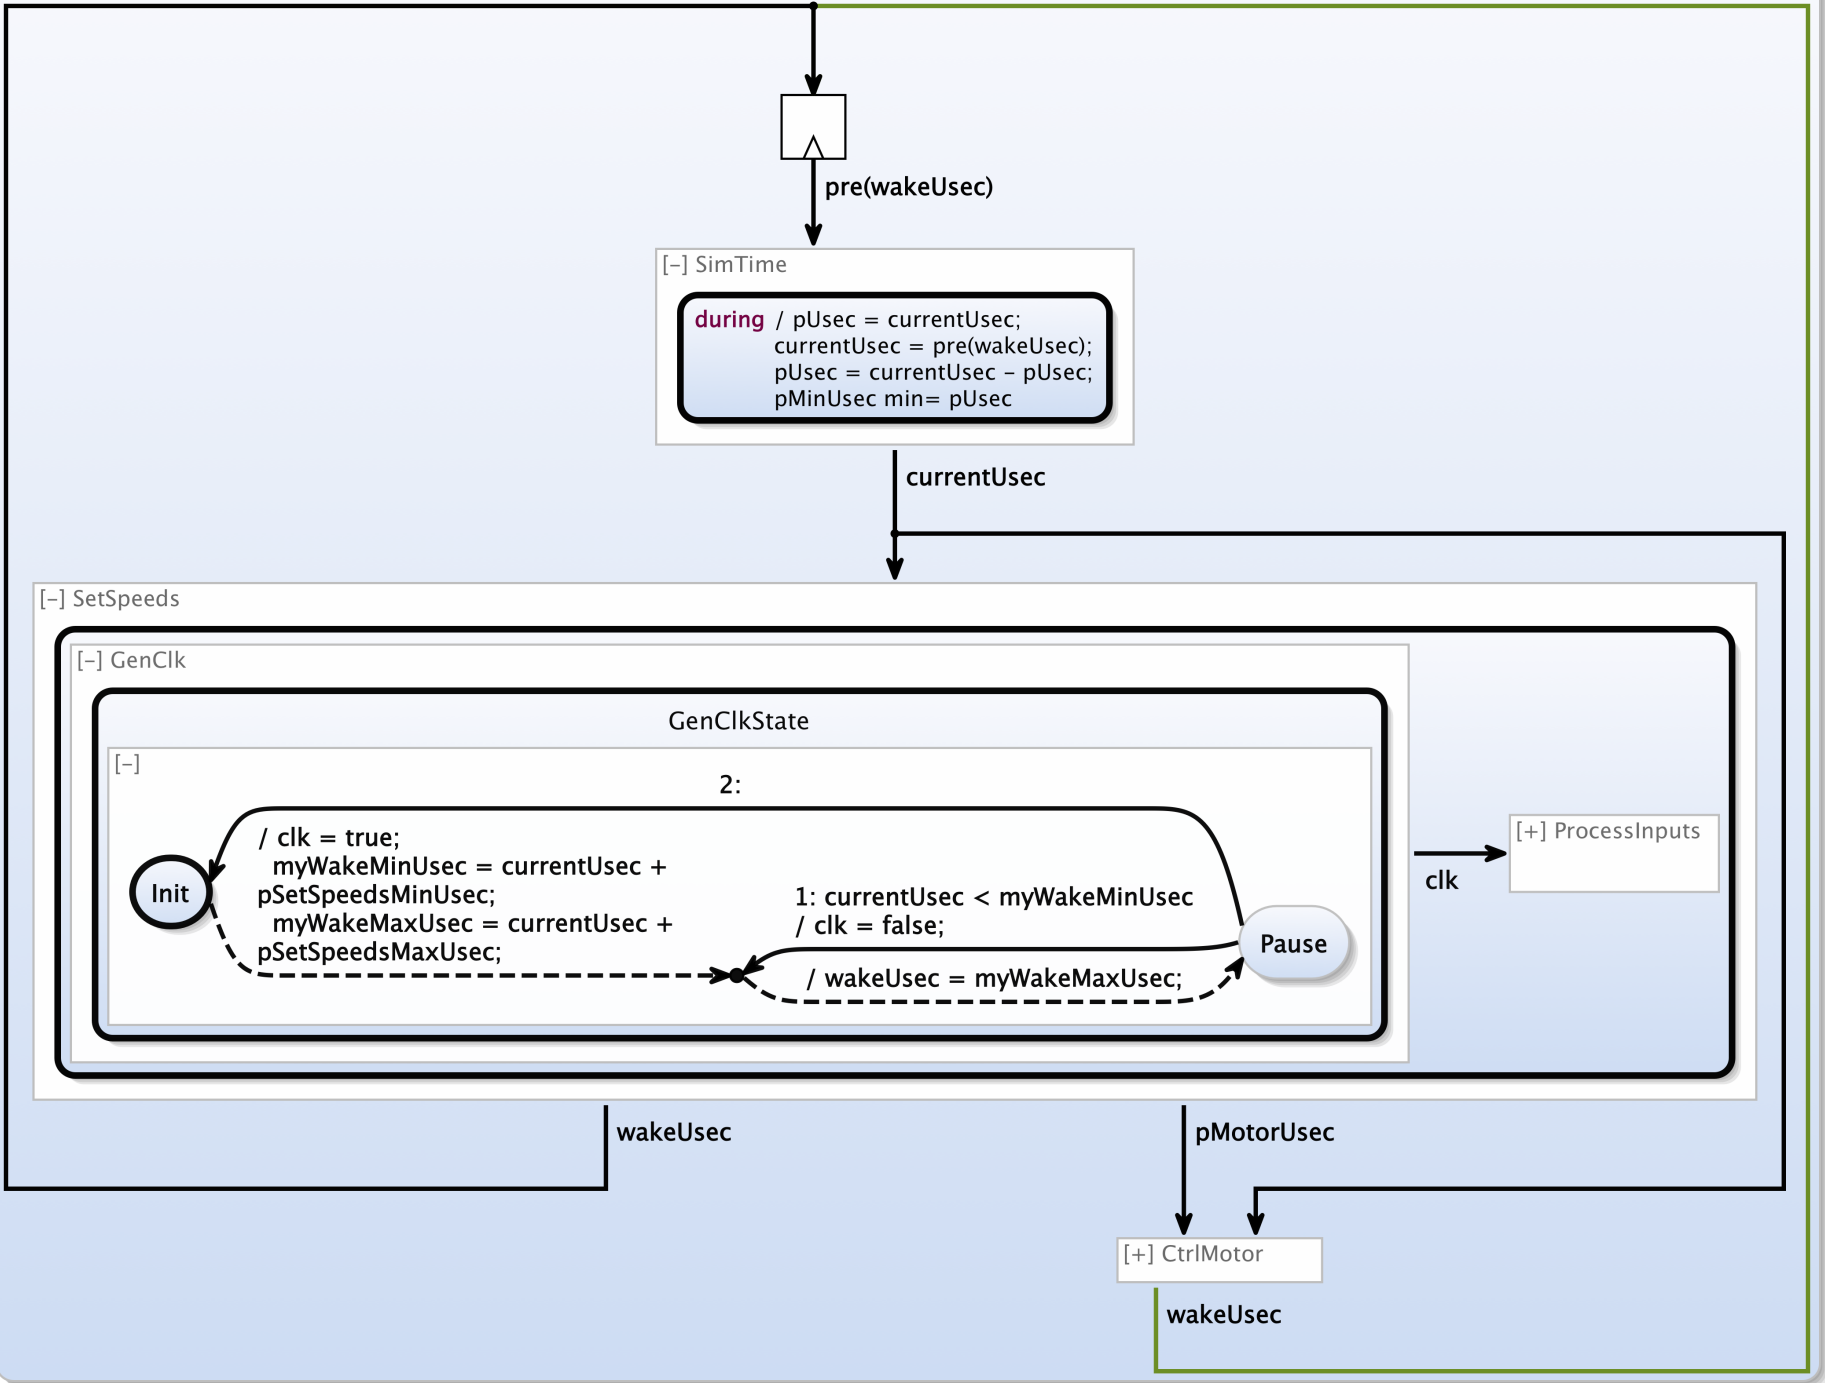 pre(wakeUsec)
[-] SimTime
during / pUsec = currentUsec;
currentUsec = pre(wakeUsec);
pUsec = currentUsec - pUsec;
pMinUsec min= pUsec
currentUsec
[-] SetSpeeds
[-] GenClk
GenClkState
[-]
2:
/ clk = true;
myWakeMinUsec = currentUsec +
pSetSpeedsMinUsec;
myWakeMaxUsec = currentUsec +
pSetSpeedsMaxUsec;
Init
1: currentUsec < myWakeMinUsec
/ clk = false;
/ wakeUsec = myWakeMaxUsec;
Pause
clk
[+] ProcessInputs
wakeUsec
pMotorUsec
[+] CtrlMotor
wakeUsec